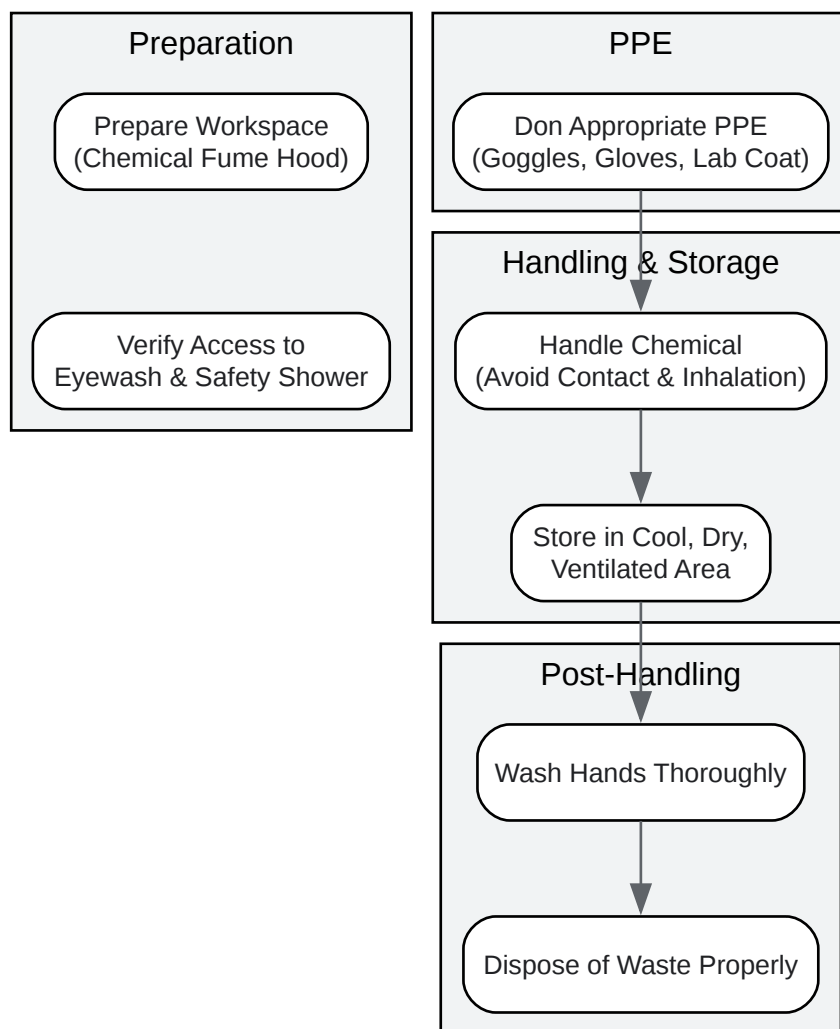 Preparation
Prepare Workspace
(Chemical Fume Hood)
Verify Access to
Eyewash & Safety Shower
PPE
Don Appropriate PPE
(Goggles, Gloves, Lab Coat)
Handling & Storage
Handle Chemical
(Avoid Contact & Inhalation)
Store in Cool, Dry,
Ventilated Area
Post-Handling
Wash Hands Thoroughly
Dispose of Waste Properly